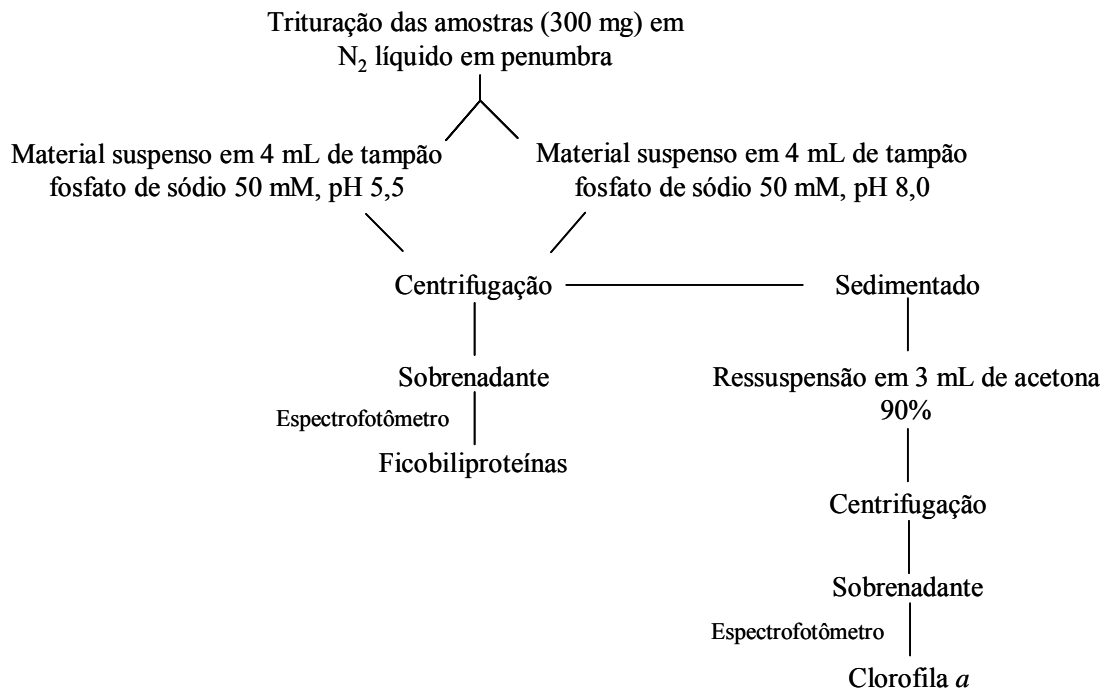 Trituração das amostras (300 mg) em
N₂ líquido em penumbra
Material suspenso em 4 mL de tampão
fosfato de sódio 50 mM, pH 5,5
Material suspenso em 4 mL de tampão
fosfato de sódio 50 mM, pH 8,0
Centrifugação
Sedimentado
Sobrenadante
Ressuspensão em 3 mL de acetona
90%
Espectrofotômetro
Ficobiliproteínas
Centrifugação
Sobrenadante
Espectrofotômetro
Clorofila a